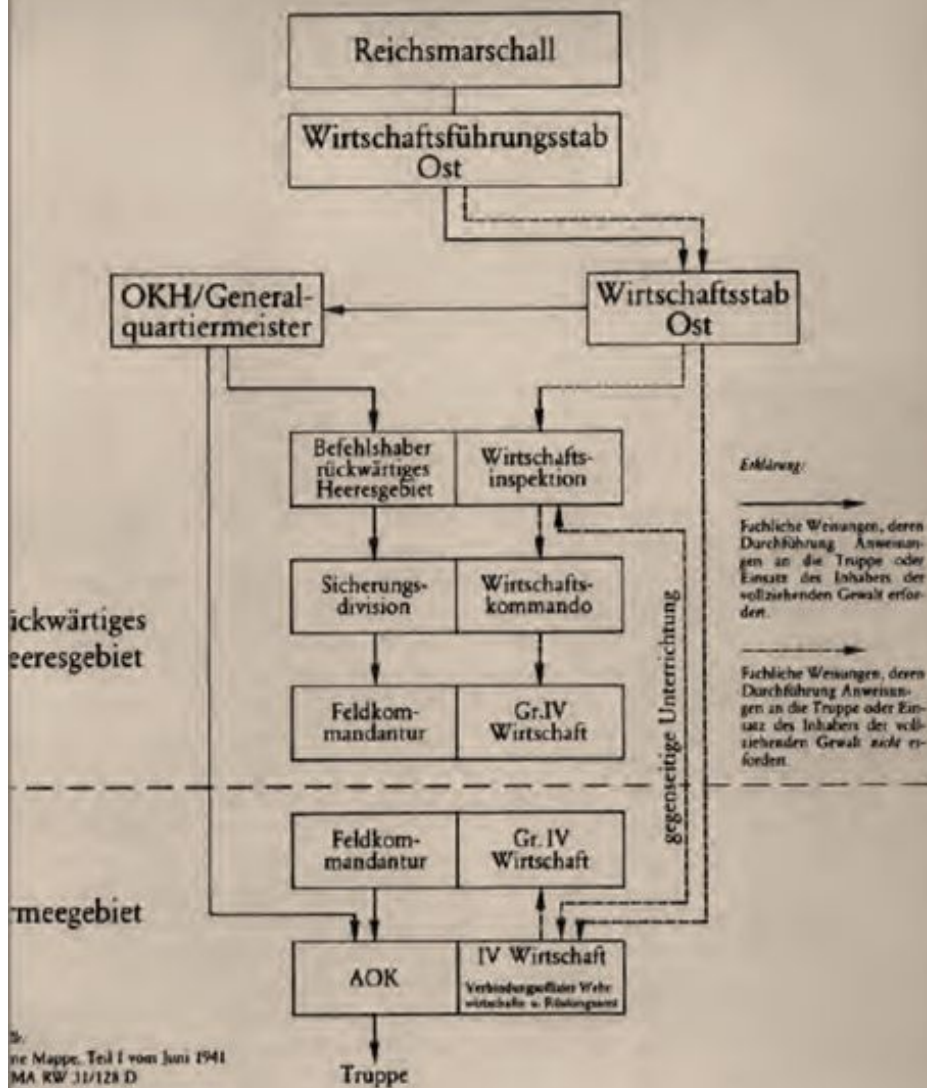 Reichsmarschall
Wirtschaftsführungsstab
Ost
OKH/General-
quartiermeister
Wirtschaftsstab
Ost
Befehlshaber
rückwärtiges
Heeresgebiet
Wirtschafts-
inspektion
Erklärung:
Fachliche Weisungen, deren
Durchführung Anweisun-
gen an die Truppe oder
Einsatz des Inhabers der
vollziehenden Gewalt erfor-
dert.
Sicherungs-
division
Wirtschafts-
kommando
ickwärtiges
eeresgebiet
gegenseitige Unterrichtung
Fachliche Weisungen, deren
Durchführung Anweisun-
gen an die Truppe oder Ein-
satz des Inhabers der voll-
ziehenden Gewalt nicht er-
fordert.
Feldkom-
mandantur
Gr.IV
Wirtschaft
Feldkom-
mandantur
Gr. IV
Wirtschaft
rmeegebiet
AOK
IV Wirtschaft
Verbindungsoffizier Wehr
wirtschafts u. Rüstungsamt
ne Mappe, Teil I vom Juni 1941
MA RW 31/128 D
Truppe